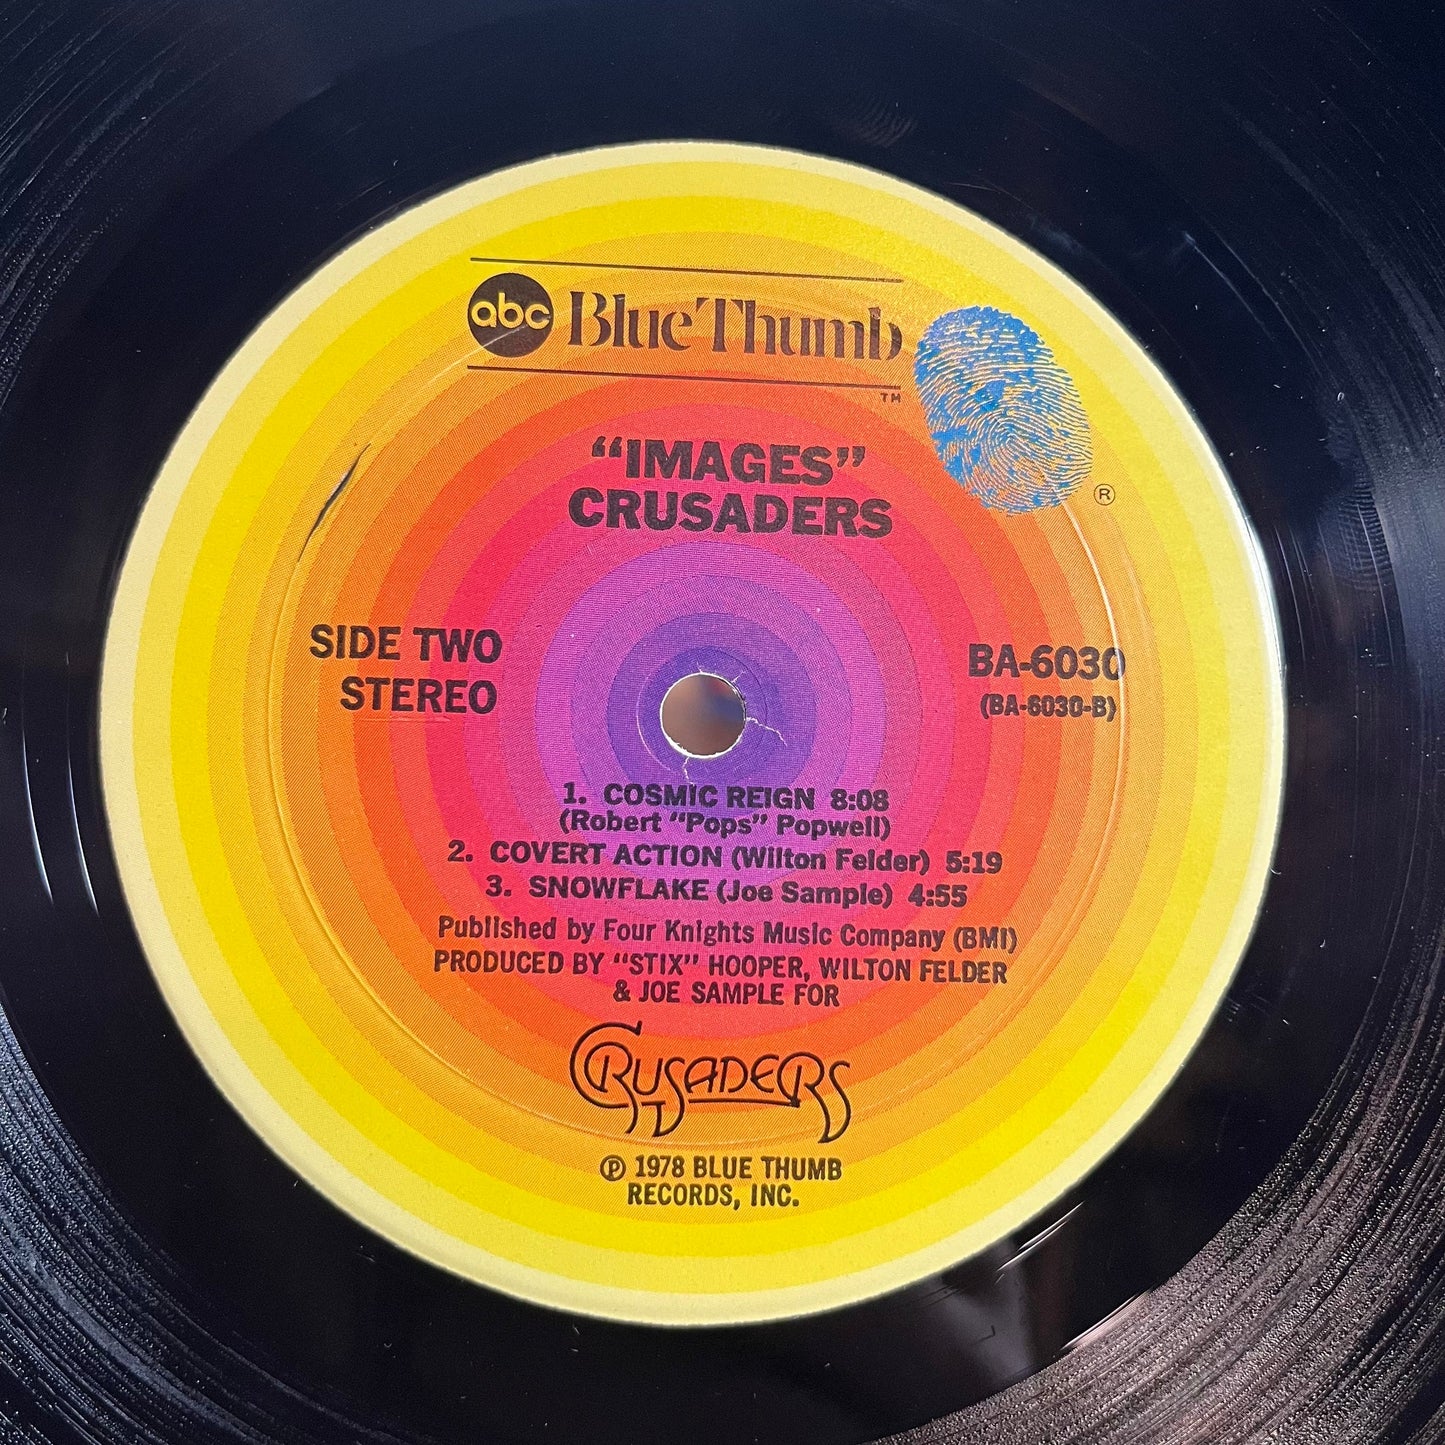 abc Blue Thumb
TM
"IMAGES"
CRUSADERS
®
SIDE TWO
STEREO
BA-6030
(BA-6030-B)
1. COSMIC REIGN 8:08
(Robert "Pops" Popwell)
2. COVERT ACTION (Wilton Felder) 5:19
3. SNOWFLAKE (Joe Sample) 4:55
Published by Four Knights Music Company (BMI)
PRODUCED BY "STIX" HOOPER, WILTON FELDER
& JOE SAMPLE FOR
CRUSADERS
℗ 1978 BLUE THUMB
RECORDS, INC.